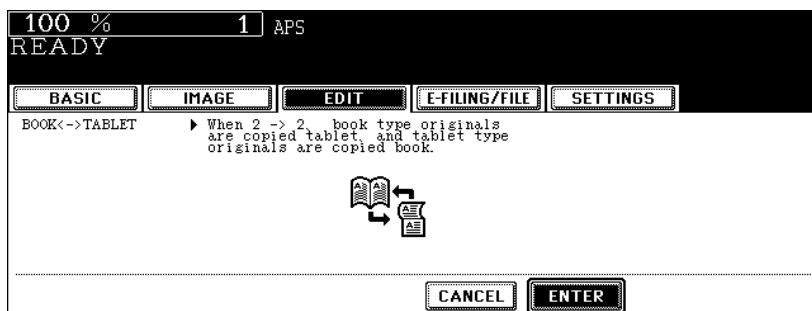 100 % 1 APS
READY
BASIC IMAGE EDIT E-FILING/FILE SETTINGS
BOOK<->TABLET ▶ When 2 -> 2、 book type originals
are copied tablet、 and tablet type
originals are copied book.
CANCEL ENTER